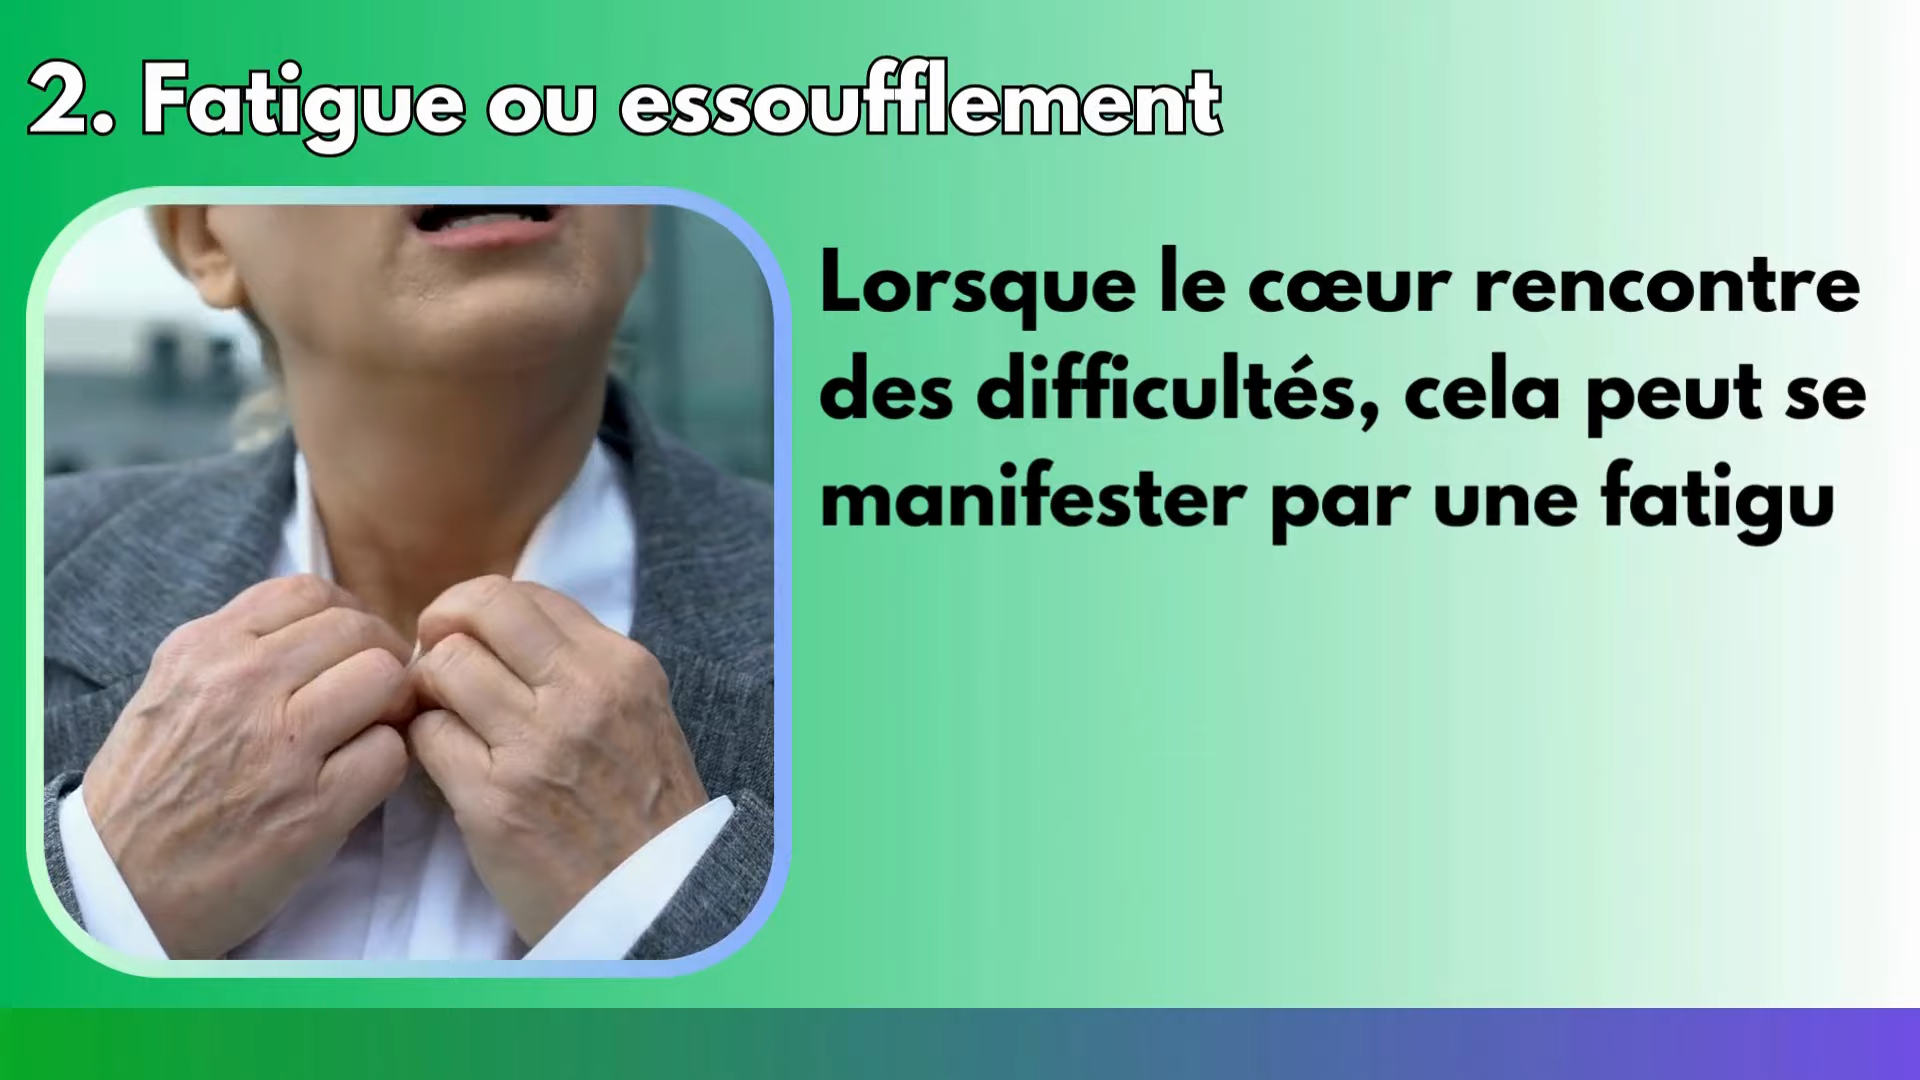 2. Fatigue ou essoufflement
Lorsque le cœur rencontre
des difficultés, cela peut se
manifester par une fatigu